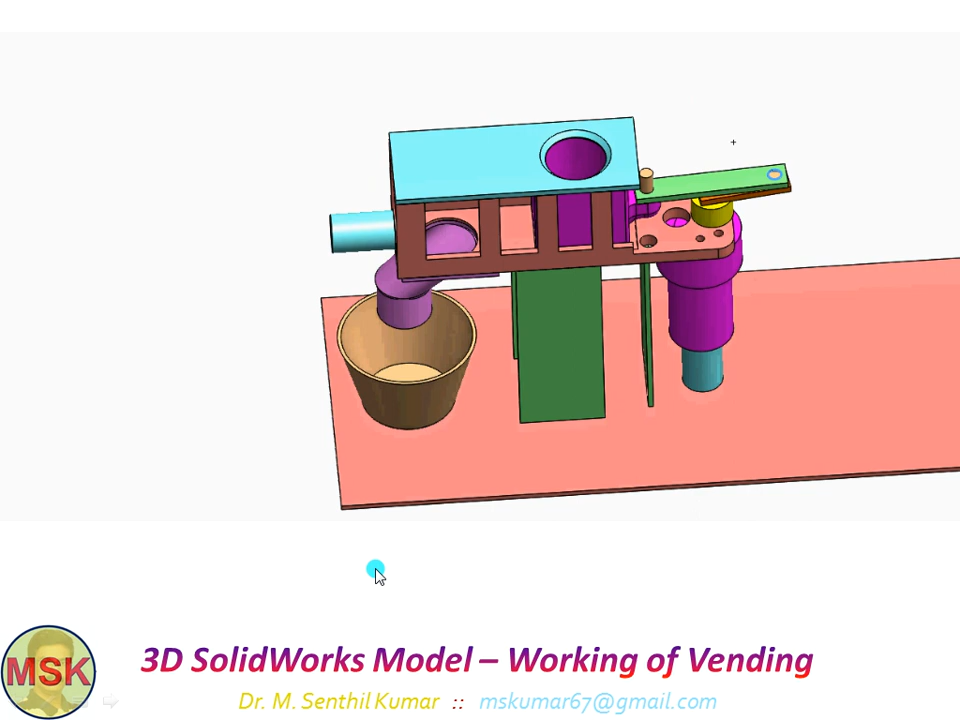 MSK
3D SolidWorks Model – Working of Vending
Dr. M. Senthil Kumar :: mskumar67@gmail.com